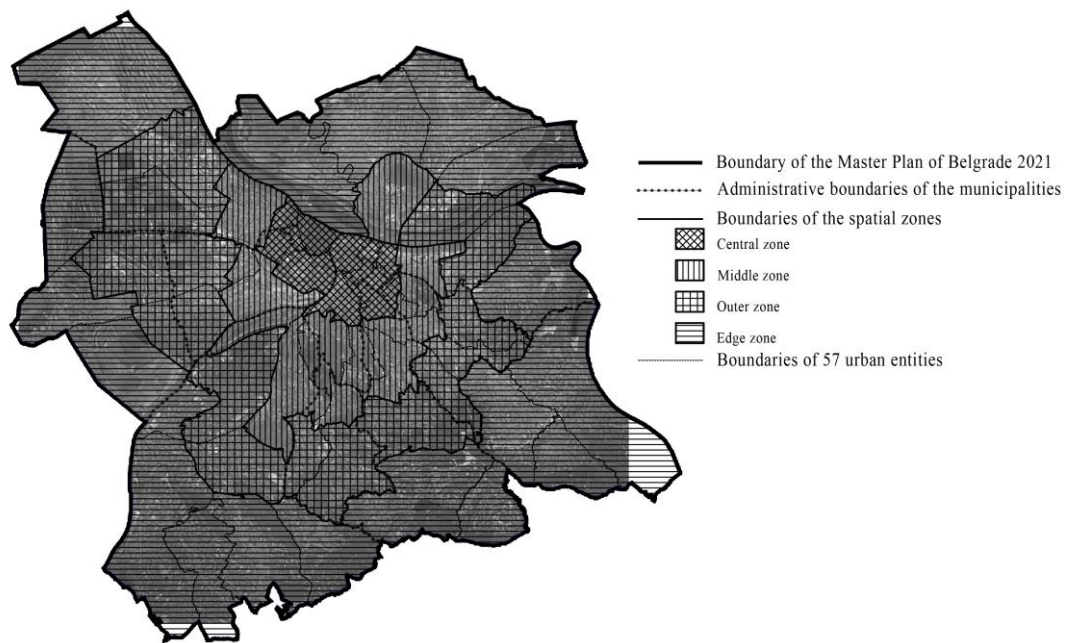 Boundary of the Master Plan of Belgrade 2021
Administrative boundaries of the municipalities
Boundaries of the spatial zones
Central zone
Middle zone
Outer zone
Edge zone
Boundaries of 57 urban entities